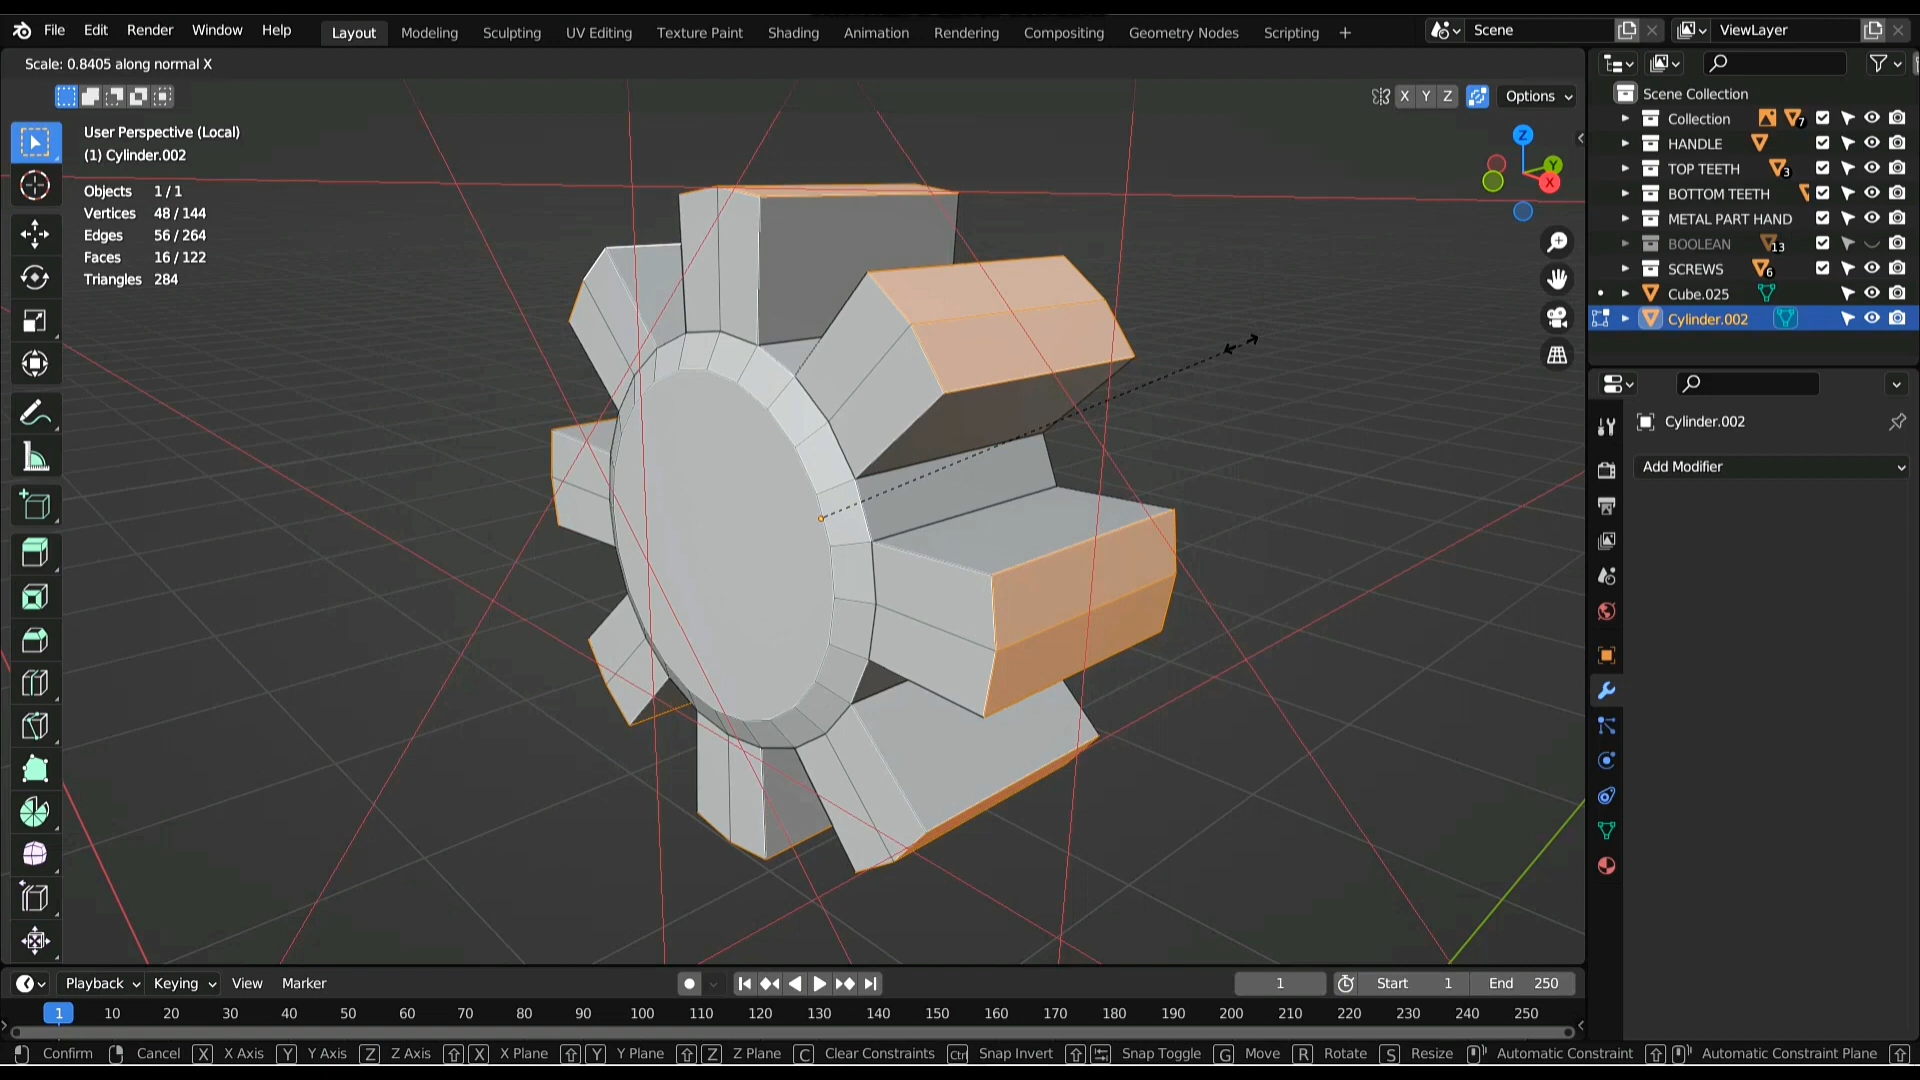 File Edit Render Window Help Layout Modeling Sculpting UV Editing Texture Paint Shading Animation Rendering Compositing Geometry Nodes Scripting + Scene ViewLayer
Scale: 0.8405 along normal X
X Y Z Options
User Perspective (Local)
(1) Cylinder.002
Objects 1 / 1
Vertices 48 / 144
Edges 56 / 264
Faces 16 / 122
Triangles 284
Z
Y
X
Scene Collection
Collection 7
HANDLE
TOP TEETH 3
BOTTOM TEETH
METAL PART HAND
BOOLEAN 13
SCREWS 6
Cube.025
Cylinder.002
Cylinder.002
Add Modifier
Playback Keying View Marker 1 Start 1 End 250
1 10 20 30 40 50 60 70 80 90 100 110 120 130 140 150 160 170 180 190 200 210 220 230 240 250
Confirm Cancel X X Axis Y Y Axis Z Z Axis X X Plane Y Y Plane Z Z Plane C Clear Constraints Ctrl Snap Invert Snap Toggle G Move R Rotate S Resize Automatic Constraint Automatic Constraint Plane